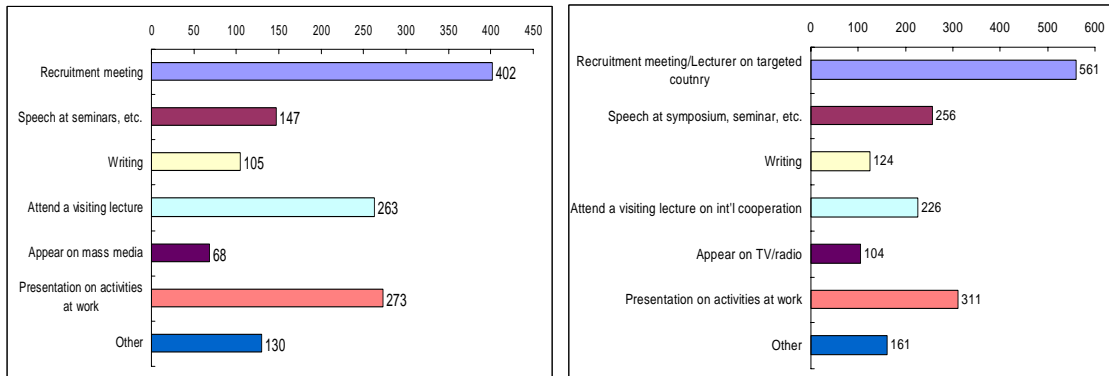 0 50 100 150 200 250 300 350 400 450
Recruitment meeting 402
Speech at seminars, etc. 147
Writing 105
Attend a visiting lecture 263
Appear on mass media 68
Presentation on activities
at work 273
Other 130
0 100 200 300 400 500 600
Recruitment meeting/Lecturer on targeted
coutnry 561
Speech at symposium, seminar, etc. 256
Writing 124
Attend a visiting lecture on int'l cooperation 226
Appear on TV/radio 104
Presentation on activities at work 311
Other 161